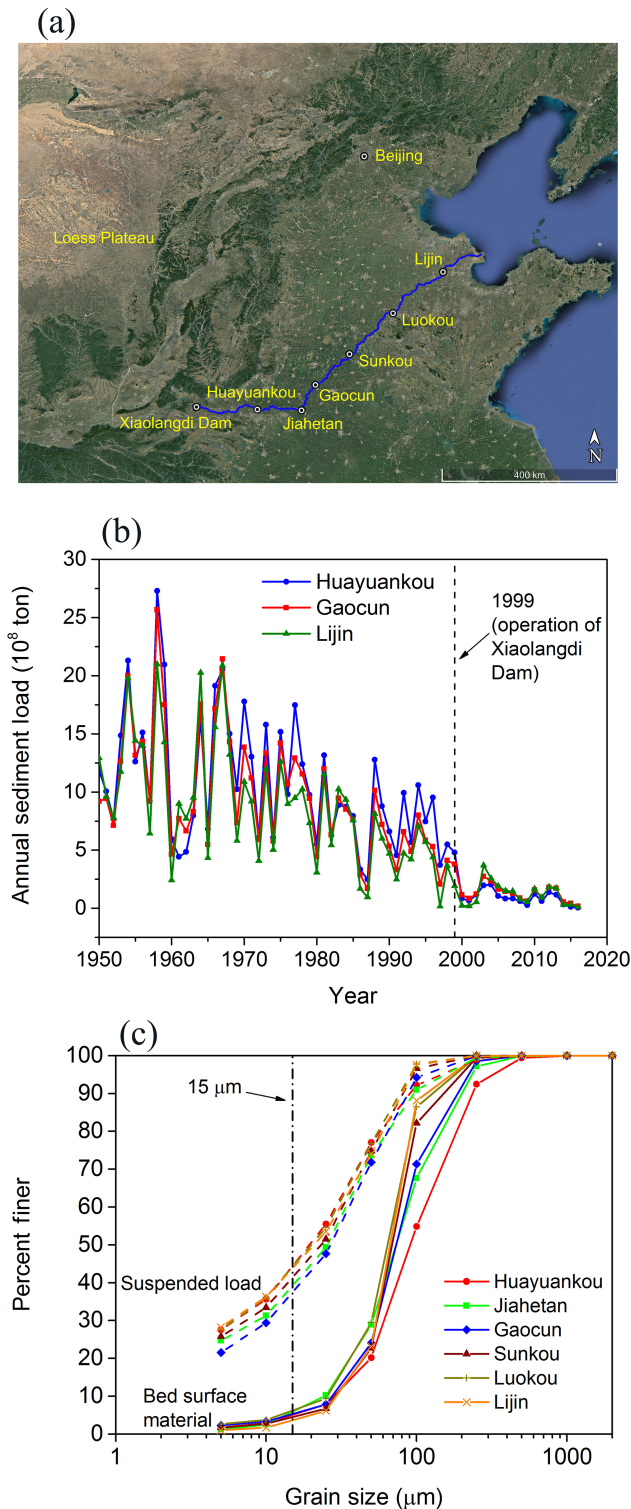 (a)
Beijing
Loess Plateau
Lijin
Luokou
Sunkou
Huayuankou
Gaocun
Xiaolangdi Dam
Jiahetan
N
400 km
(b)
30
25
20
15
10
5
0
Annual sediment load (10⁸ ton)
Huayuankou
Gaocun
Lijin
1999
(operation of
Xiaolangdi
Dam)
1950 1960 1970 1980 1990 2000 2010 2020
Year
(c)
100
90
80
70
60
50
40
30
20
10
0
Percent finer
15 μm
Suspended load
Bed surface
material
Huayuankou
Jiahetan
Gaocun
Sunkou
Luokou
Lijin
1 10 100 1000
Grain size (μm)